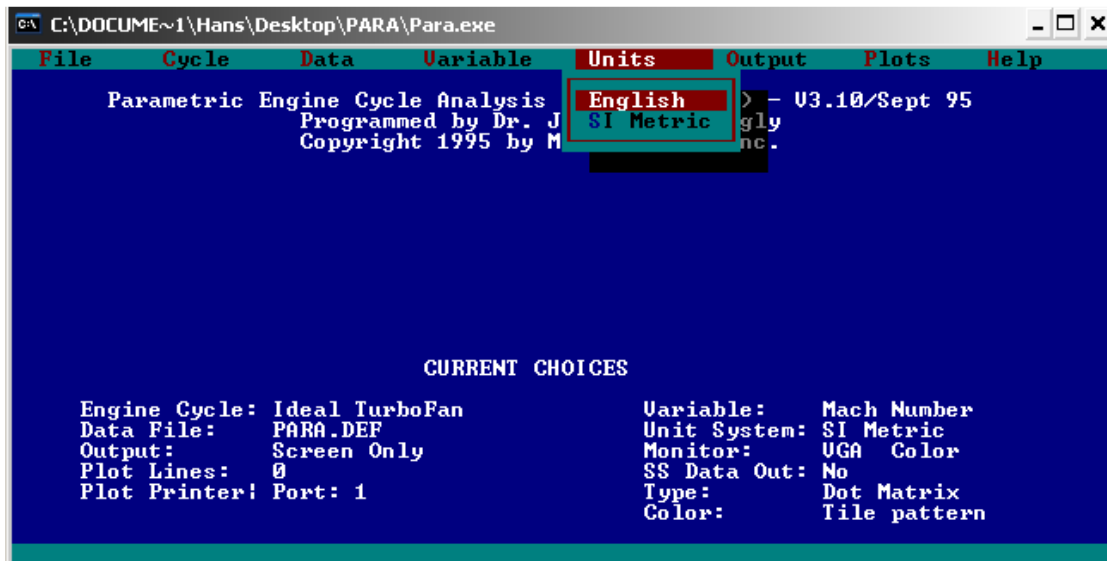 C:\DOCUME~1\Hans\Desktop\PARA\Para.exe
File Cycle Data Variable Units Output Plots Help
Parametric Engine Cycle Analysis English ) - V3.10/Sept 95
Programmed by Dr. J SI Metric gly
Copyright 1995 by M nc.
CURRENT CHOICES
Engine Cycle: Ideal TurboFan Variable: Mach Number
Data File: PARA.DEF Unit System: SI Metric
Output: Screen Only Monitor: VGA Color
Plot Lines: 0 SS Data Out: No
Plot Printer: Port: 1 Type: Dot Matrix
Color: Tile pattern